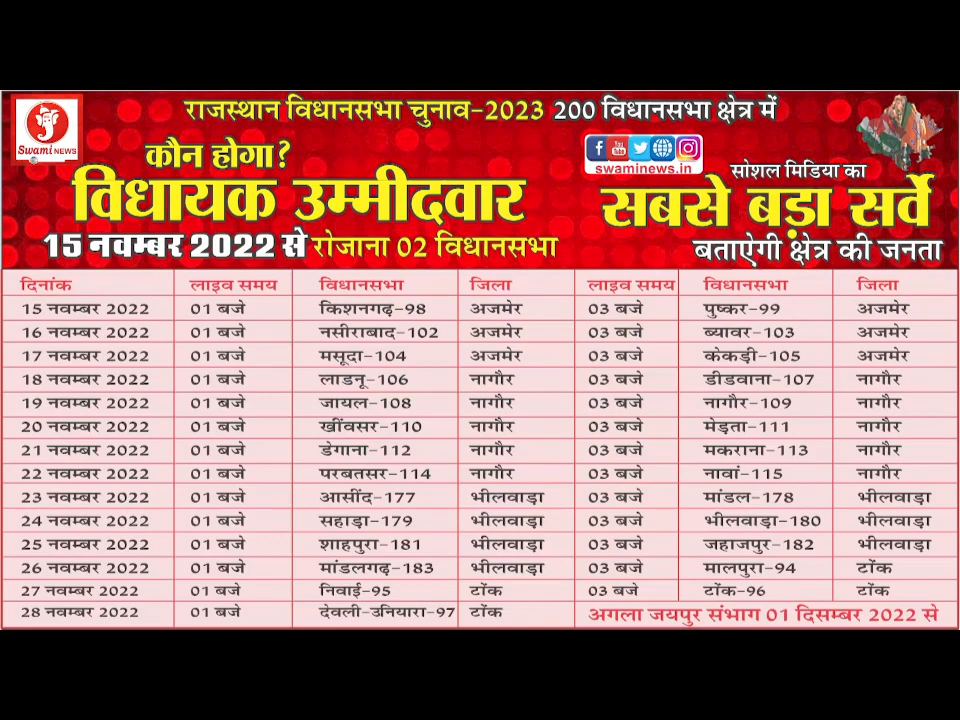 राजस्थान विधानसभा चुनाव-2023 200 विधानसभा क्षेत्र में
Swami NEWS
कौन होगा?
विधायक उम्मीदवार
15 नवम्बर 2022 से रोजाना 02 विधानसभा
You Tube
swaminews.in
सोशल मिडिया का
सबसे बड़ा सर्वे
बताऐगी क्षेत्र की जनता
दिनांक लाइव समय विधानसभा जिला लाइव समय विधानसभा जिला
15 नवम्बर 2022 01 बजे किशनगढ़-98 अजमेर 03 बजे पुष्कर-99 अजमेर
16 नवम्बर 2022 01 बजे नसीराबाद-102 अजमेर 03 बजे ब्यावर-103 अजमेर
17 नवम्बर 2022 01 बजे मसूदा-104 अजमेर 03 बजे केकड़ी-105 अजमेर
18 नवम्बर 2022 01 बजे लाडनू-106 नागौर 03 बजे डीडवाना-107 नागौर
19 नवम्बर 2022 01 बजे जायल-108 नागौर 03 बजे नागौर-109 नागौर
20 नवम्बर 2022 01 बजे खींवसर-110 नागौर 03 बजे मेड़ता-111 नागौर
21 नवम्बर 2022 01 बजे डेगाना-112 नागौर 03 बजे मकराना-113 नागौर
22 नवम्बर 2022 01 बजे परबतसर-114 नागौर 03 बजे नावां-115 नागौर
23 नवम्बर 2022 01 बजे आसींद-177 भीलवाड़ा 03 बजे मांडल-178 भीलवाड़ा
24 नवम्बर 2022 01 बजे सहाड़ा-179 भीलवाड़ा 03 बजे भीलवाड़ा-180 भीलवाड़ा
25 नवम्बर 2022 01 बजे शाहपुरा-181 भीलवाड़ा 03 बजे जहाजपुर-182 भीलवाड़ा
26 नवम्बर 2022 01 बजे मांडलगढ़-183 भीलवाड़ा 03 बजे मालपुरा-94 टोंक
27 नवम्बर 2022 01 बजे निवाई-95 टोंक 03 बजे टोंक-96 टोंक
28 नवम्बर 2022 01 बजे देवली-उनियारा-97 टोंक अगला जयपुर संभाग 01 दिसम्बर 2022 से